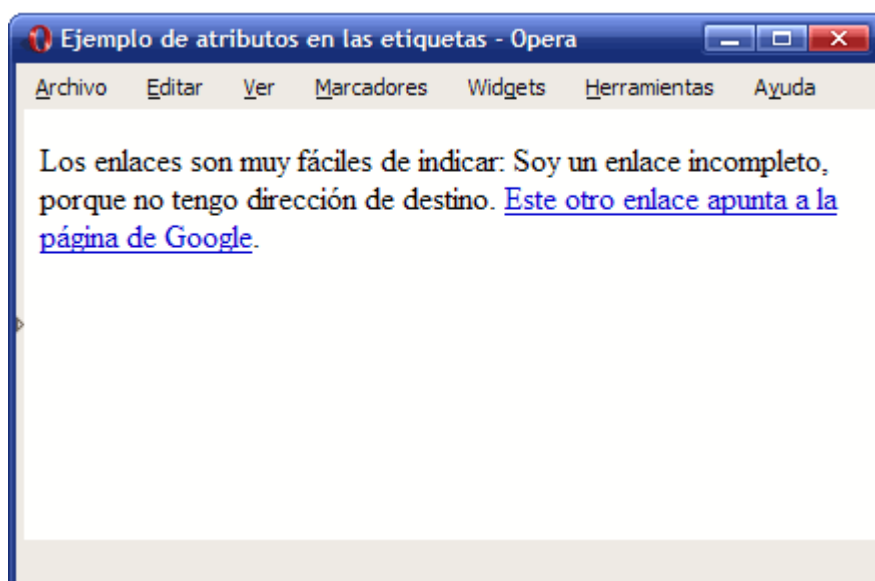 Ejemplo de atributos en las etiquetas - Opera
Archivo Editar Ver Marcadores Widgets Herramientas Ayuda
Los enlaces son muy fáciles de indicar: Soy un enlace incompleto,
porque no tengo dirección de destino. Este otro enlace apunta a la
página de Google.